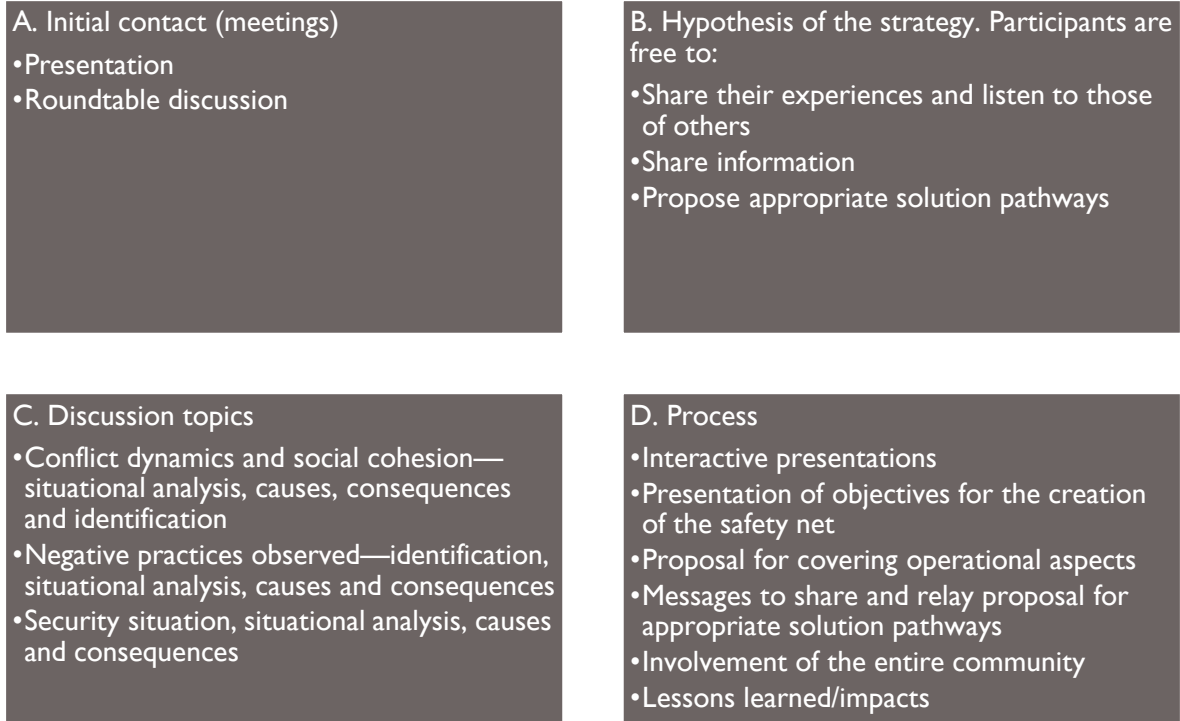 A. Initial contact (meetings)
•Presentation
•Roundtable discussion
B. Hypothesis of the strategy. Participants are
free to:
•Share their experiences and listen to those
of others
•Share information
•Propose appropriate solution pathways
C. Discussion topics
•Conflict dynamics and social cohesion—
situational analysis, causes, consequences
and identification
•Negative practices observed—identification,
situational analysis, causes and consequences
•Security situation, situational analysis, causes
and consequences
D. Process
•Interactive presentations
•Presentation of objectives for the creation
of the safety net
•Proposal for covering operational aspects
•Messages to share and relay proposal for
appropriate solution pathways
•Involvement of the entire community
•Lessons learned/impacts